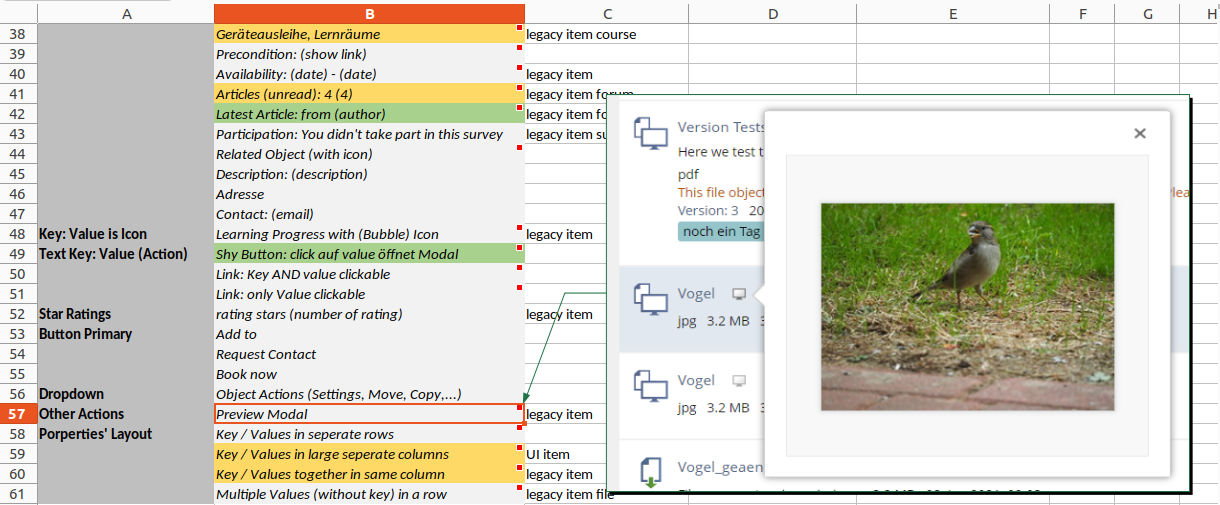 A B C D E F G H
38 Geräteausleihe, Lernräume legacy item course
39 Precondition: (show link)
40 Availability: (date) - (date) legacy item
41 Articles (unread): 4 (4) legacy item forum
42 Latest Article: from (author) legacy item fo
43 Participation: You didn't take part in this survey legacy item su
44 Related Object (with icon)
45 Description: (description)
46 Adresse
47 Contact: (email)
48 Key: Value is Icon Learning Progress with (Bubble) Icon legacy item
49 Text Key: Value (Action) Shy Button: click auf value öffnet Modal
50 Link: Key AND value clickable
51 Link: only Value clickable
52 Star Ratings rating stars (number of rating) legacy item
53 Button Primary Add to
54 Request Contact
55 Book now
56 Dropdown Object Actions (Settings, Move, Copy,...)
57 Other Actions Preview Modal legacy item
58 Porperties' Layout Key / Values in seperate rows
59 Key / Values in large seperate columns UI item
60 Key / Values together in same column legacy item
61 Multiple Values (without key) in a row legacy item file
Version Tests
Here we test t
pdf
This file object
Version: 3 20
noch ein Tag
Vogel
jpg 3.2 MB 3
Vogel
jpg 3.2 MB 3
Vogel_geaen